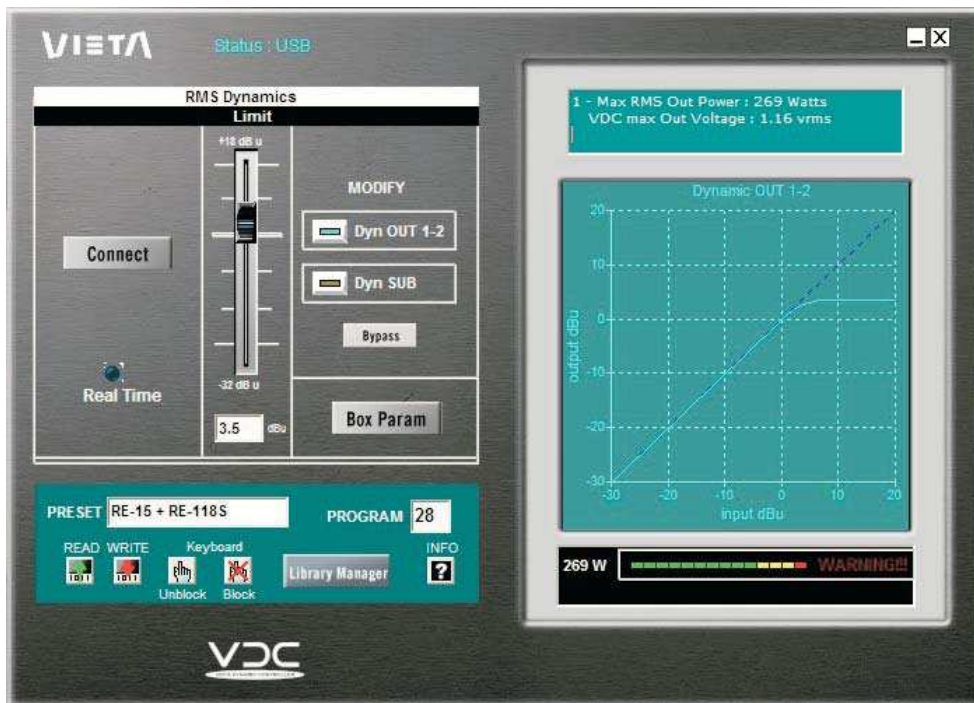 VIETA
Status : USB
RMS Dynamics
Limit
+18 dB u
MODIFY
Connect
Dyn OUT 1-2
Dyn SUB
Bypass
-32 dB u
Real Time
3.5 dBu
Box Param
PRESET RE-15 + RE-118S
PROGRAM 28
READ WRITE Keyboard INFO
1011 1011 Library Manager ?
Unblock Block
VDC
1 - Max RMS Out Power : 269 Watts
VDC max Out Voltage : 1.16 vrms
Dynamic OUT 1-2
20
10
0
-10
-20
-30
output dBu
-30 -20 -10 0 10 20
input dBu
269 W WARNING!!!